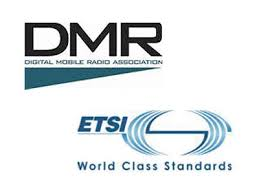 DMR
DIGITAL MOBILE RADIO ASSOCIATION
ETSI
World Class Standards